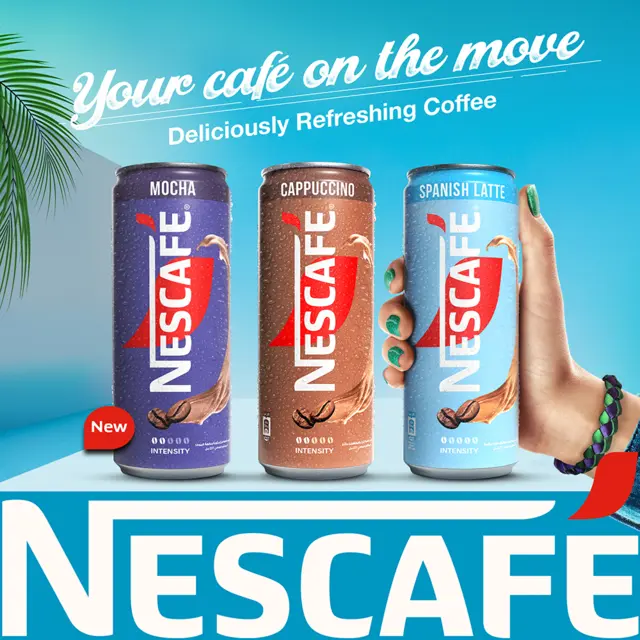 Your café on the move
Deliciously Refreshing Coffee
MOCHA
NESCAFÉ
New
INTENSITY
CAPPUCCINO
NESCAFÉ
INTENSITY
SPANISH LATTE
NESCAFÉ
INTENSITY
NESCAFÉ